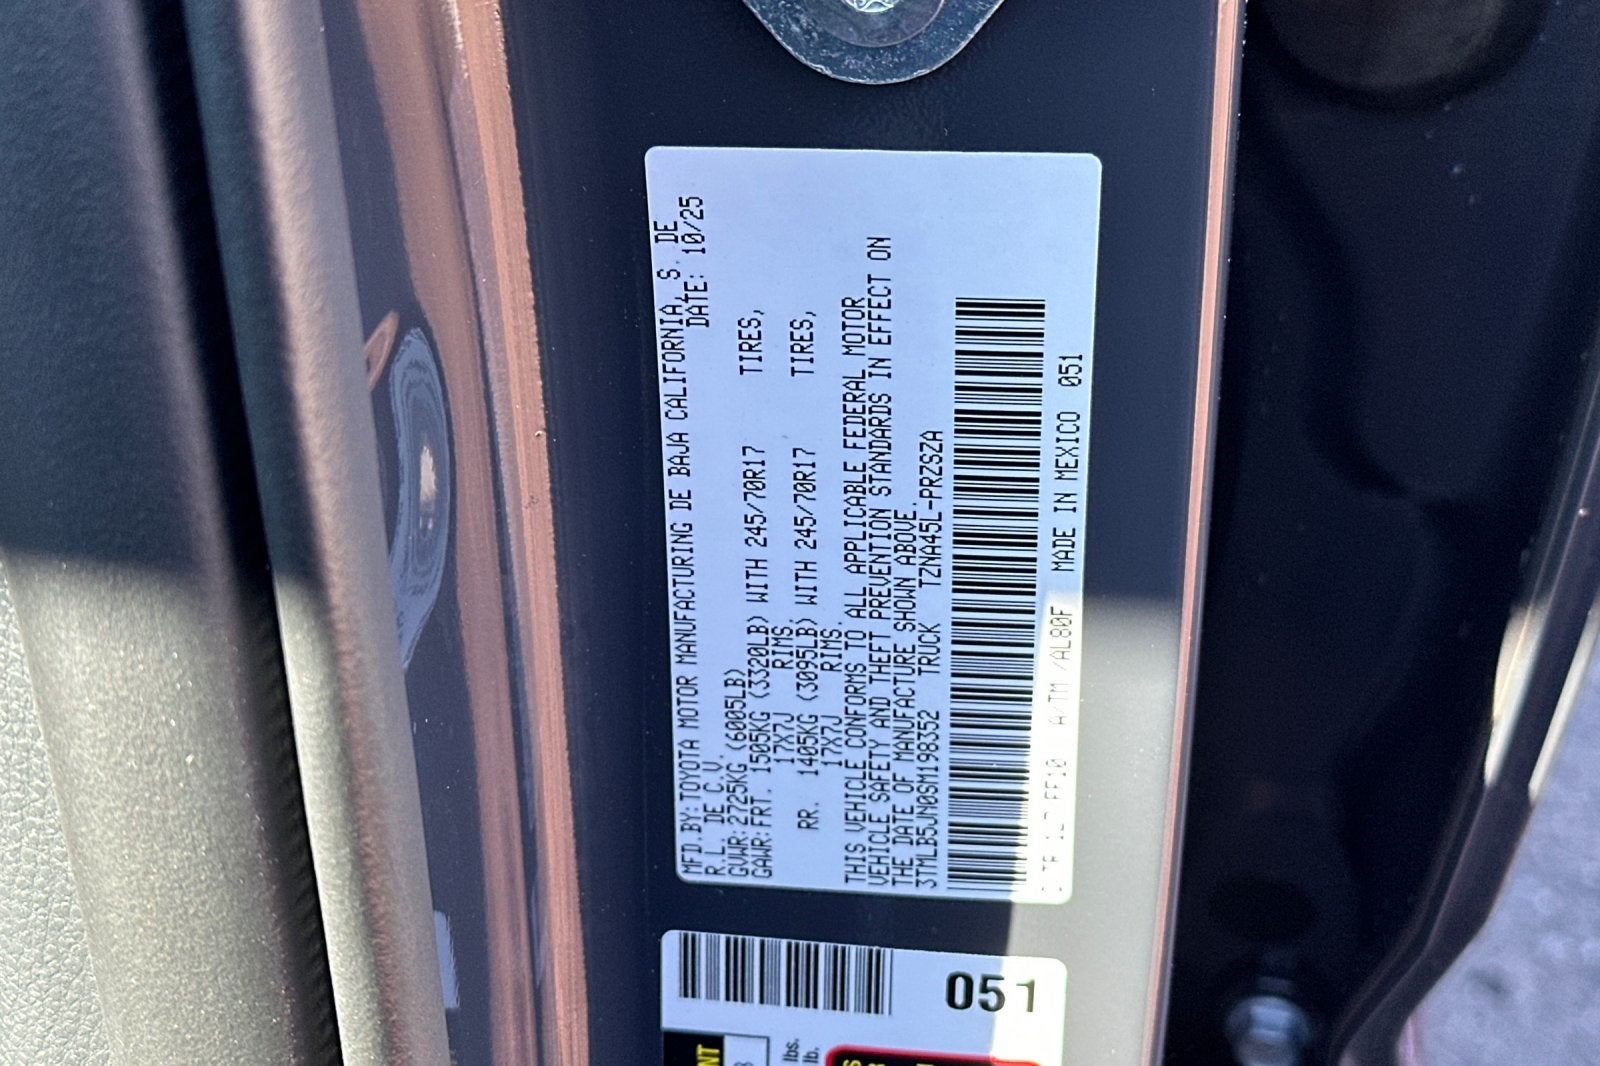 MFD.BY:TOYOTA MOTOR MANUFACTURING DE BAJA CALIFORNIA, S. DE
R.L. DE C.V. DATE: 10/25
GVWR:2725KG (6005LB)
GAWR:FRT. 1505KG (3320LB) WITH 245/70R17 TIRES,
17X7J RIMS.
RR. 1405KG (3095LB) WITH 245/70R17 TIRES,
17X7J RIMS.
THIS VEHICLE CONFORMS TO ALL APPLICABLE FEDERAL MOTOR
VEHICLE SAFETY AND THEFT PREVENTION STANDARDS IN EFFECT ON
THE DATE OF MANUFACTURE SHOWN ABOVE.
3TMLB5JN0SM198352 TRUCK TZNA45L-PRZSZA
A/TM /AL80F MADE IN MEXICO 051
051
lbs.
lb.